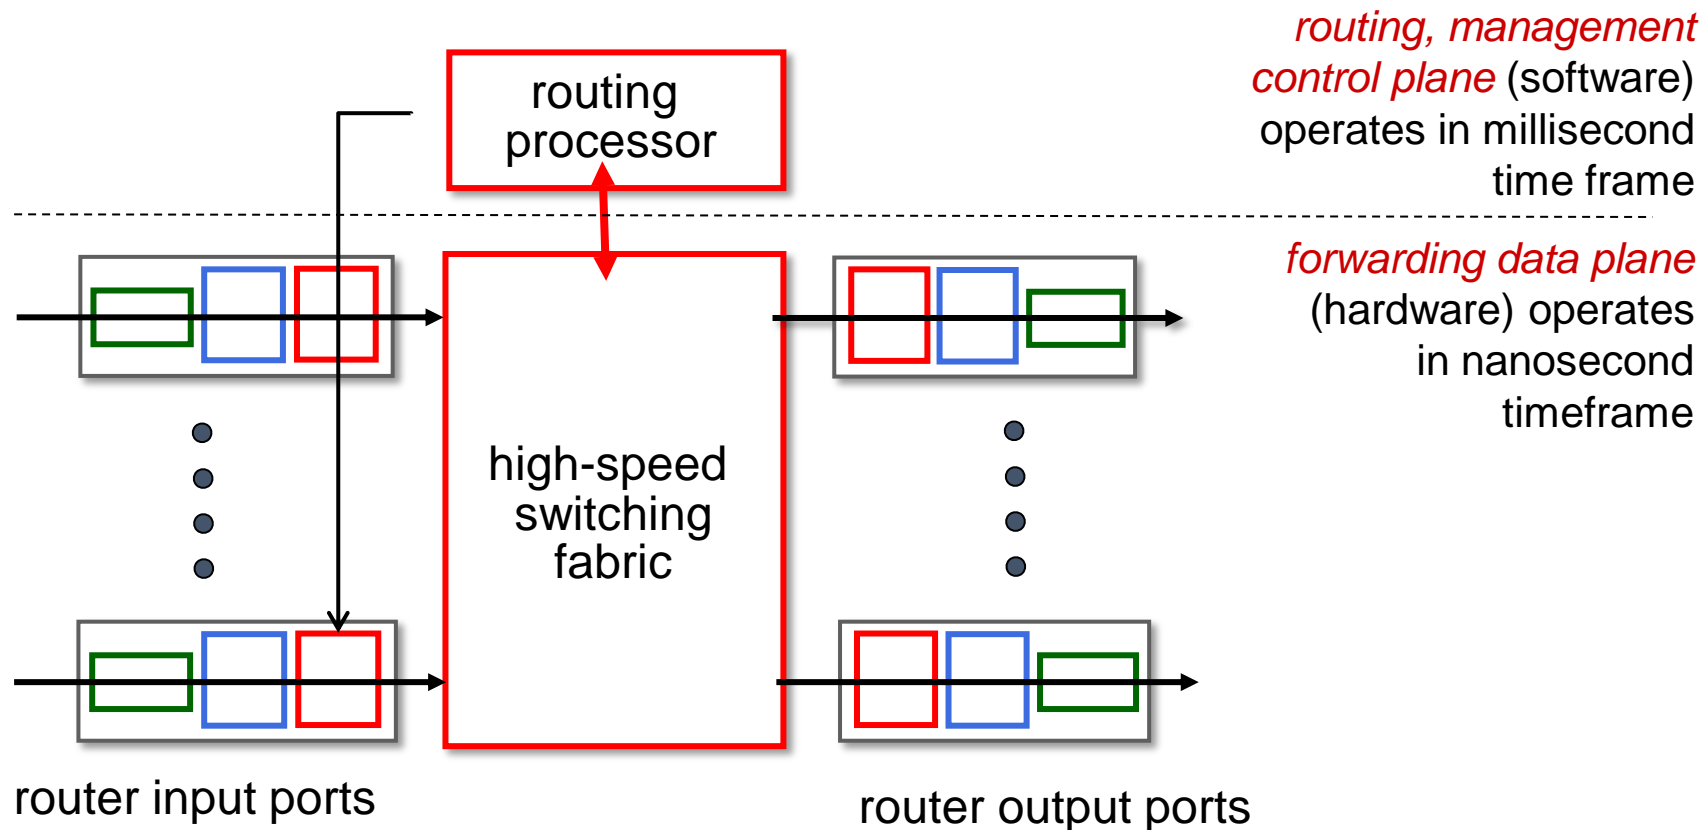 routing, management
control plane (software)
operates in millisecond
time frame
routing
processor
forwarding data plane
(hardware) operates
in nanosecond
timeframe
high-speed
switching
fabric
router input ports
router output ports